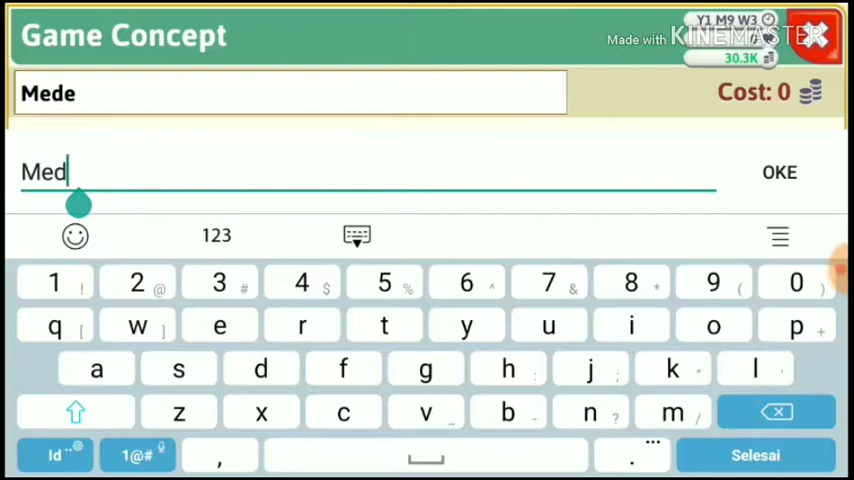 Game Concept
Made with KINEMASTER
Y1 M9 W3
30.3K
Mede
Cost: 0
Med
OKE
123
1 ! 2 @ 3 # 4 $ 5 % 6 ^ 7 & 8 * 9 ( 0 )
q [ w ] e r t y u i o p +
a s d f g h : j ; k " l '
z x c v _ b - n ? m /
Id 1@# , . Selesai